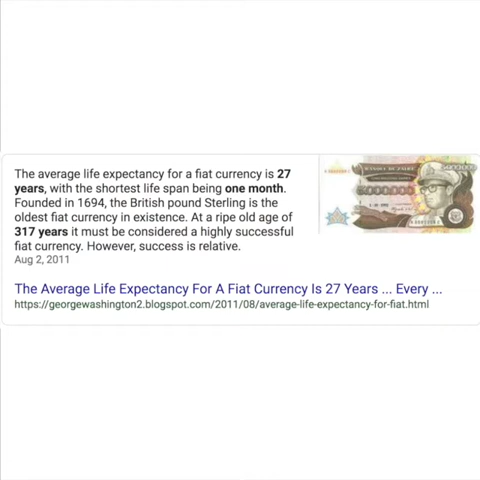 The average life expectancy for a fiat currency is 27
years, with the shortest life span being one month.
Founded in 1694, the British pound Sterling is the
oldest fiat currency in existence. At a ripe old age of
317 years it must be considered a highly successful
fiat currency. However, success is relative.
Aug 2, 2011
The Average Life Expectancy For A Fiat Currency Is 27 Years ... Every ...
https://georgewashington2.blogspot.com/2011/08/average-life-expectancy-for-fiat.html